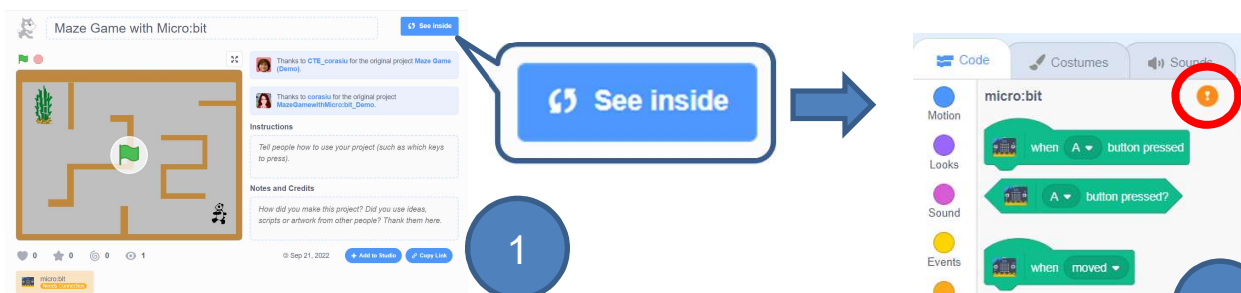 Maze Game with Micro:bit
See inside
Thanks to CTE_corasiu for the original project Maze Game
(Demo).
Thanks to corasiu for the original project
MazeGamewithMicro:bit_Demo.
Instructions
Tell people how to use your project (such as which keys
to press).
Notes and Credits
How did you make this project? Did you use ideas,
scripts or artwork from other people? Thank them here.
0 0 0 1
© Sep 21, 2022
+ Add to Studio
Copy Link
micro:bit
Needs Connection
See inside
1
Code
Costumes
Sounds
Motion
Looks
Sound
Events
micro:bit
!
when A button pressed
A button pressed?
when moved